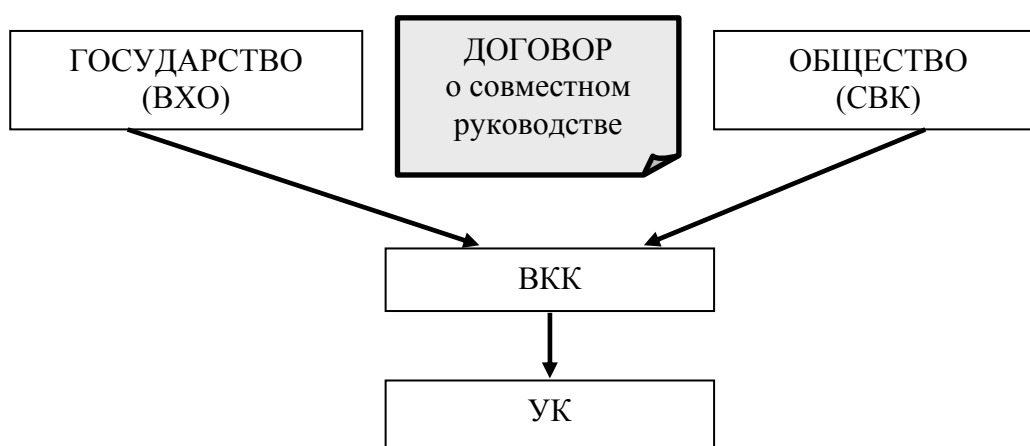 ГОСУДАРСТВО
(ВХО)
ДОГОВОР
о совместном
руководстве
ОБЩЕСТВО
(СВК)
ВКК
УК